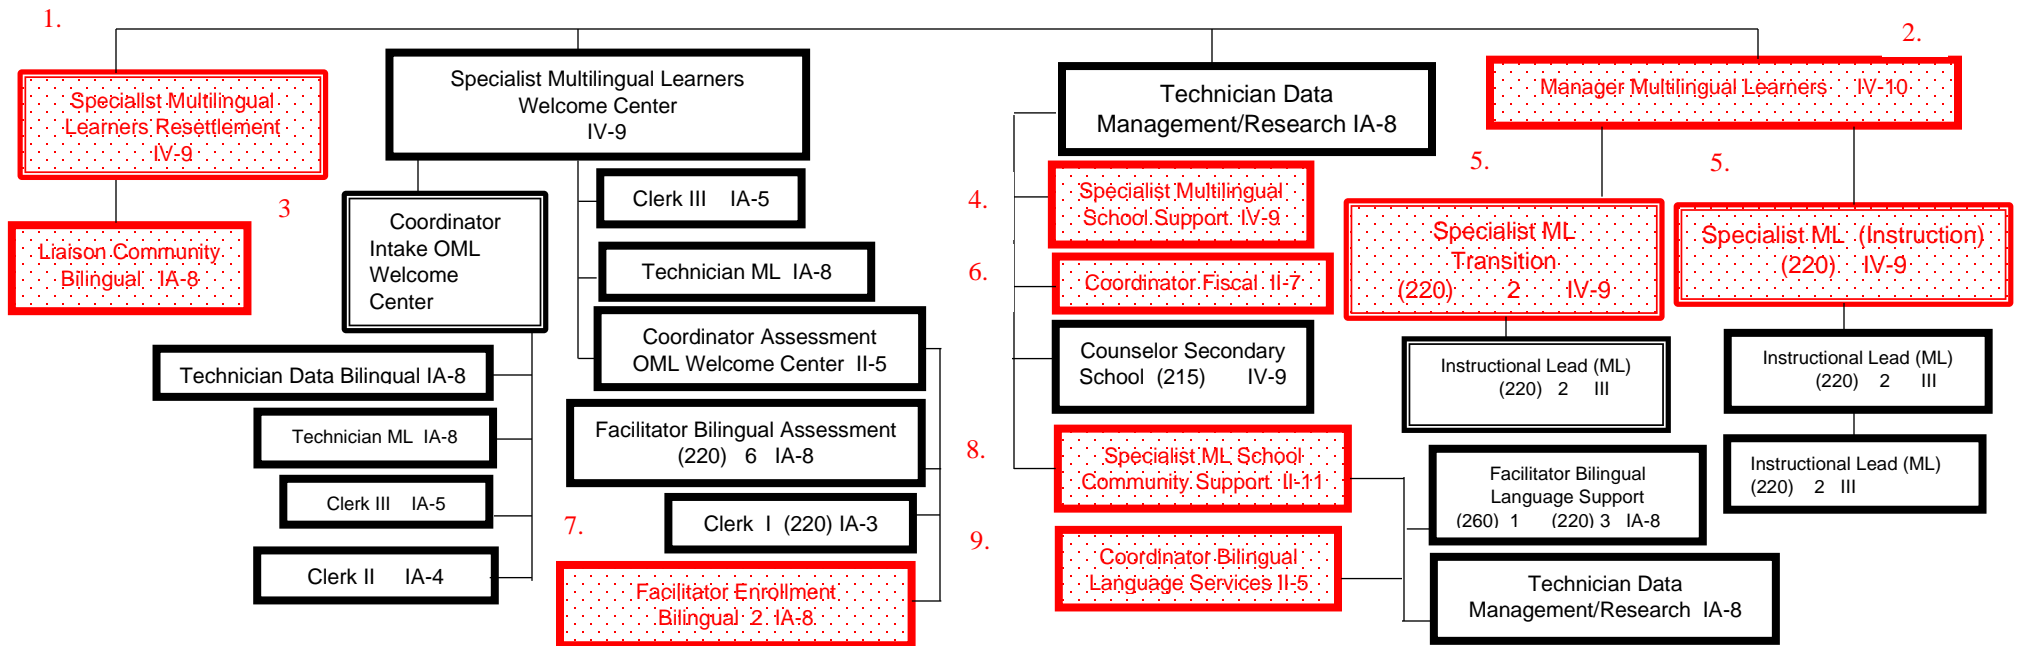 1.
2.
Specialist Multilingual
Learners Resettlement
IV-9
Specialist Multilingual Learners
Welcome Center
IV-9
Technician Data
Management/Research IA-8
Manager Multilingual Learners IV-10
3
Liaison Community
Bilingual IA-8
Coordinator
Intake OML
Welcome
Center
Clerk III IA-5
Technician ML IA-8
Coordinator Assessment
OML Welcome Center II-5
Technician Data Bilingual IA-8
Technician ML IA-8
Clerk III IA-5
Clerk II IA-4
Facilitator Bilingual Assessment
(220) 6 IA-8
Clerk I (220) IA-3
7.
Facilitator Enrollment
Bilingual 2 IA-8
4.
Specialist Multilingual
School Support IV-9
6.
Coordinator Fiscal II-7
Counselor Secondary
School (215) IV-9
8.
Specialist ML School
Community Support II-11
9.
Coordinator Bilingual
Language Services II-5
5.
Specialist ML
Transition
(220) 2 IV-9
5.
Specialist ML (Instruction)
(220) IV-9
Instructional Lead (ML)
(220) 2 III
Instructional Lead (ML)
(220) 2 III
Instructional Lead (ML)
(220) 2 III
Facilitator Bilingual
Language Support
(260) 1 (220) 3 IA-8
Technician Data
Management/Research IA-8